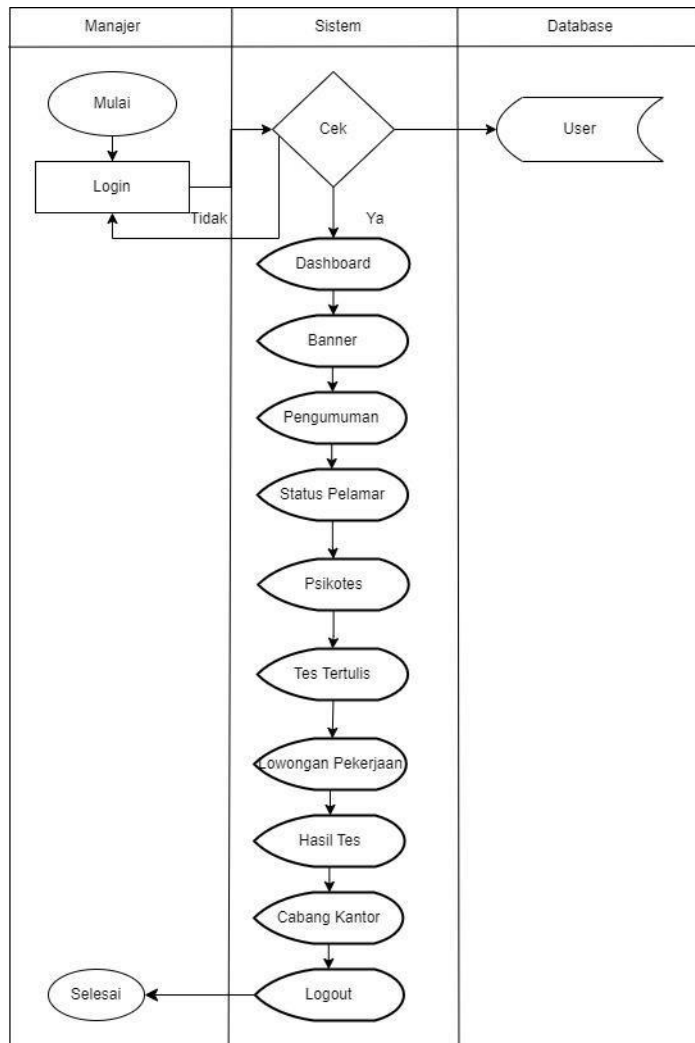 Manajer
Sistem
Database
Mulai
Cek
User
Login
Tidak
Ya
Dashboard
Banner
Pengumuman
Status Pelamar
Psikotes
Tes Tertulis
Lowongan Pekerjaan
Hasil Tes
Cabang Kantor
Selesai
Logout